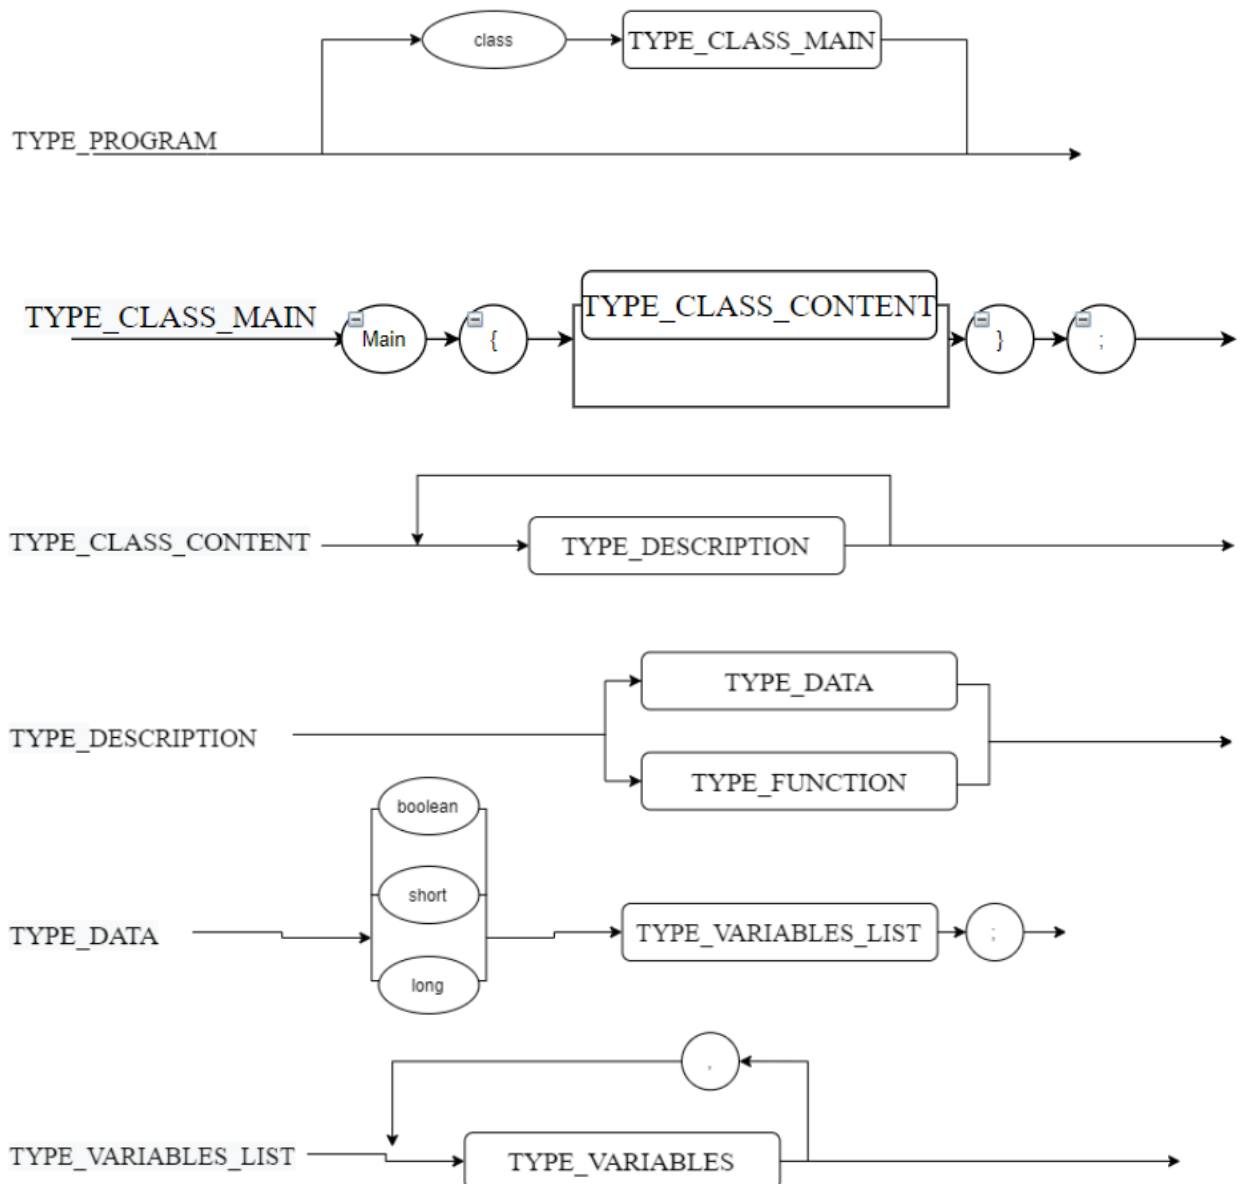 class
TYPE_CLASS_MAIN
TYPE_PROGRAM
TYPE_CLASS_MAIN
Main
{
TYPE_CLASS_CONTENT
}
;
TYPE_CLASS_CONTENT
TYPE_DESCRIPTION
TYPE_DATA
TYPE_DESCRIPTION
TYPE_FUNCTION
boolean
short
TYPE_DATA
TYPE_VARIABLES_LIST
;
long
,
TYPE_VARIABLES_LIST
TYPE_VARIABLES